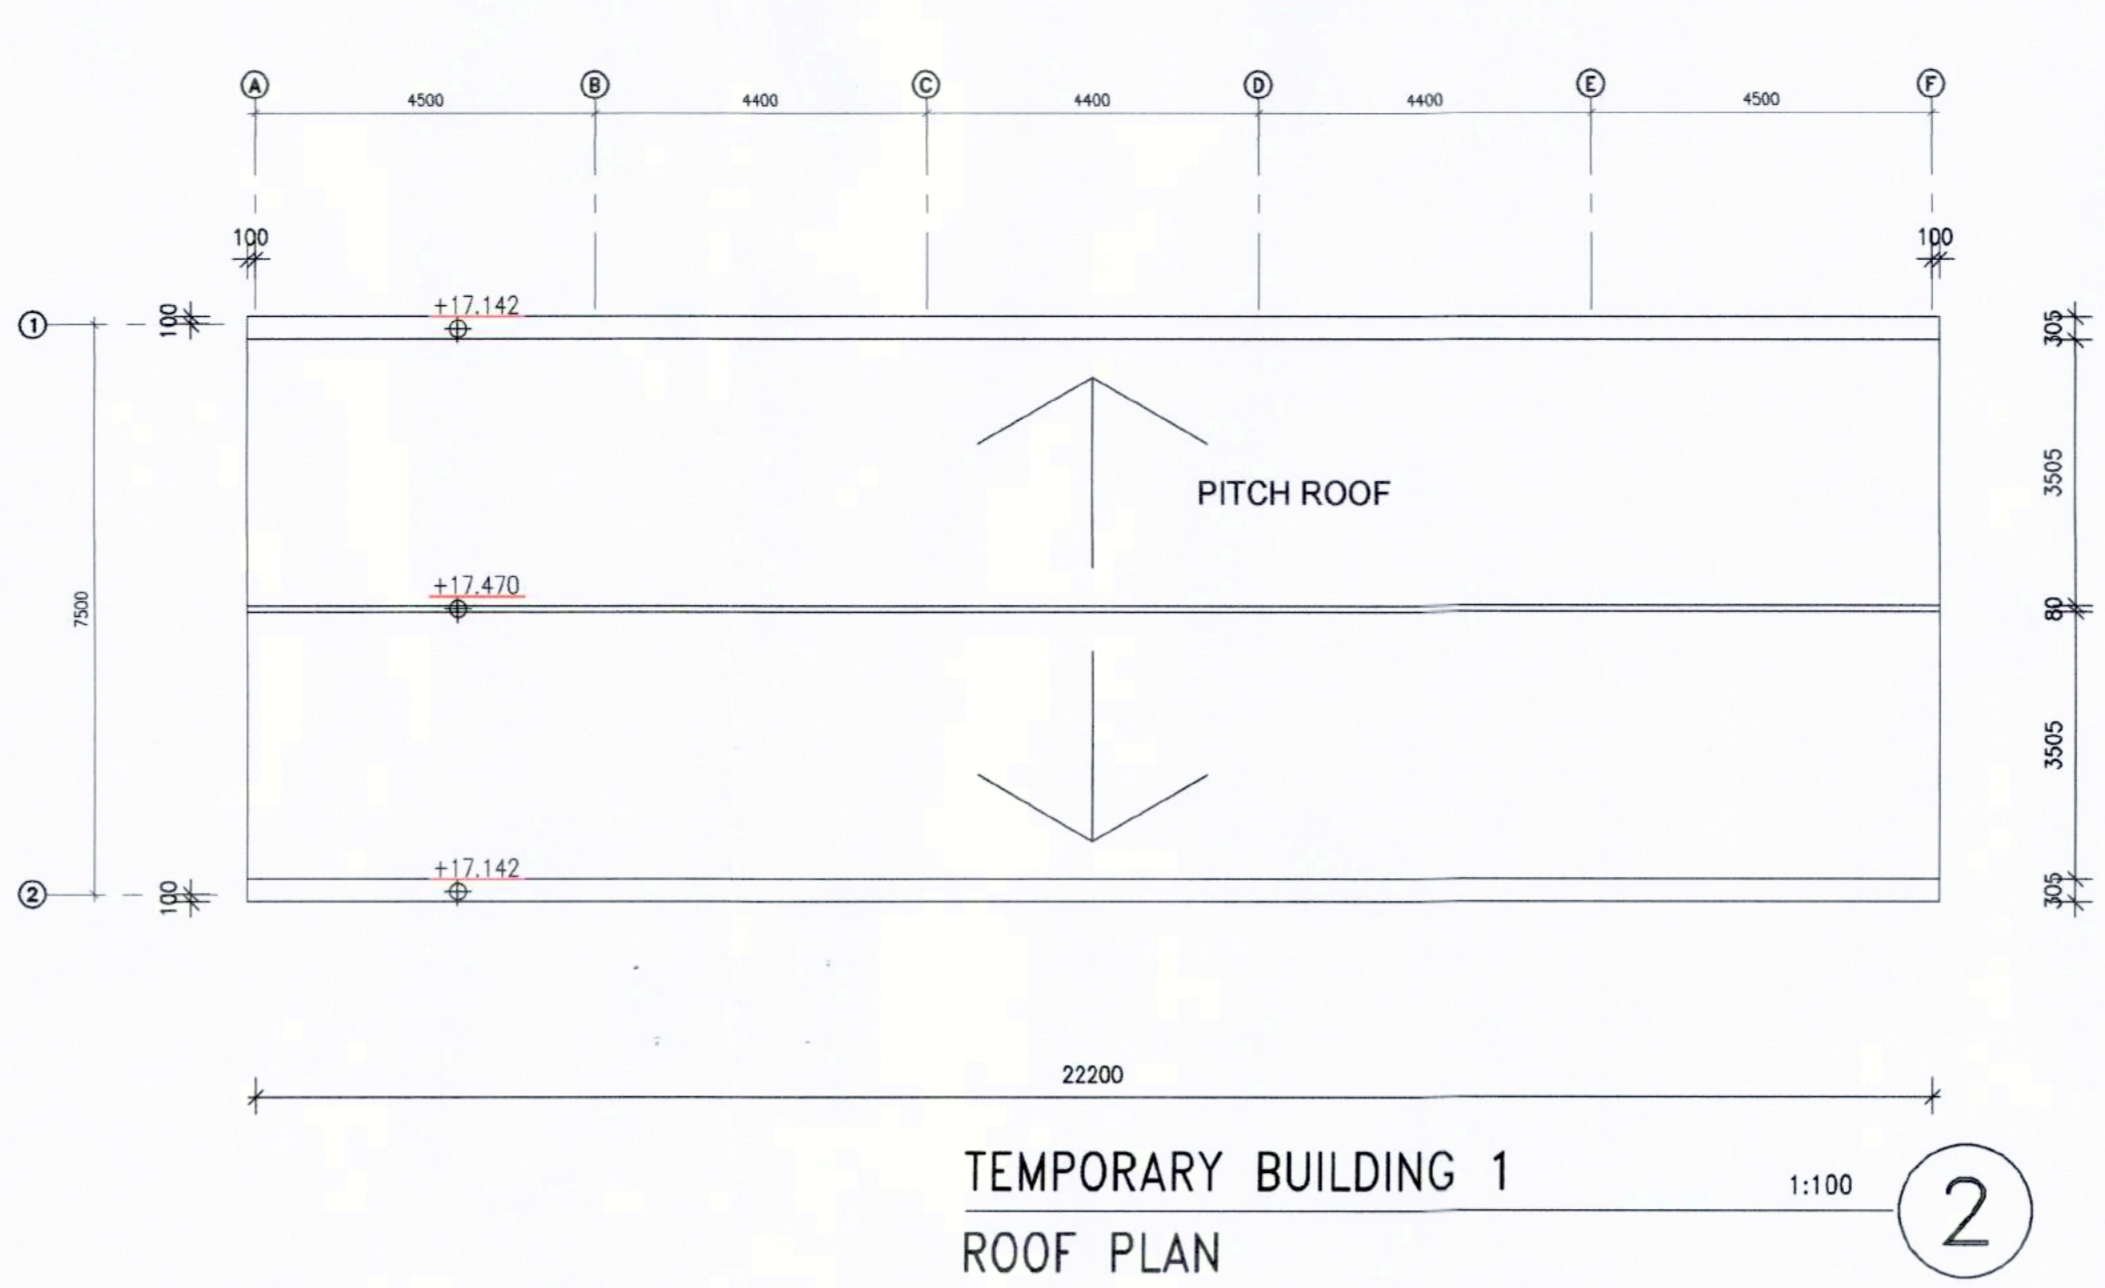 A B C D E F
4500 4400 4400 4400 4500
100 100
1 100 +17.142 305
PITCH ROOF 3505
+17.470
7500 80
3505
+17.142
2 100 305
22200
TEMPORARY BUILDING 1 1:100
ROOF PLAN 2